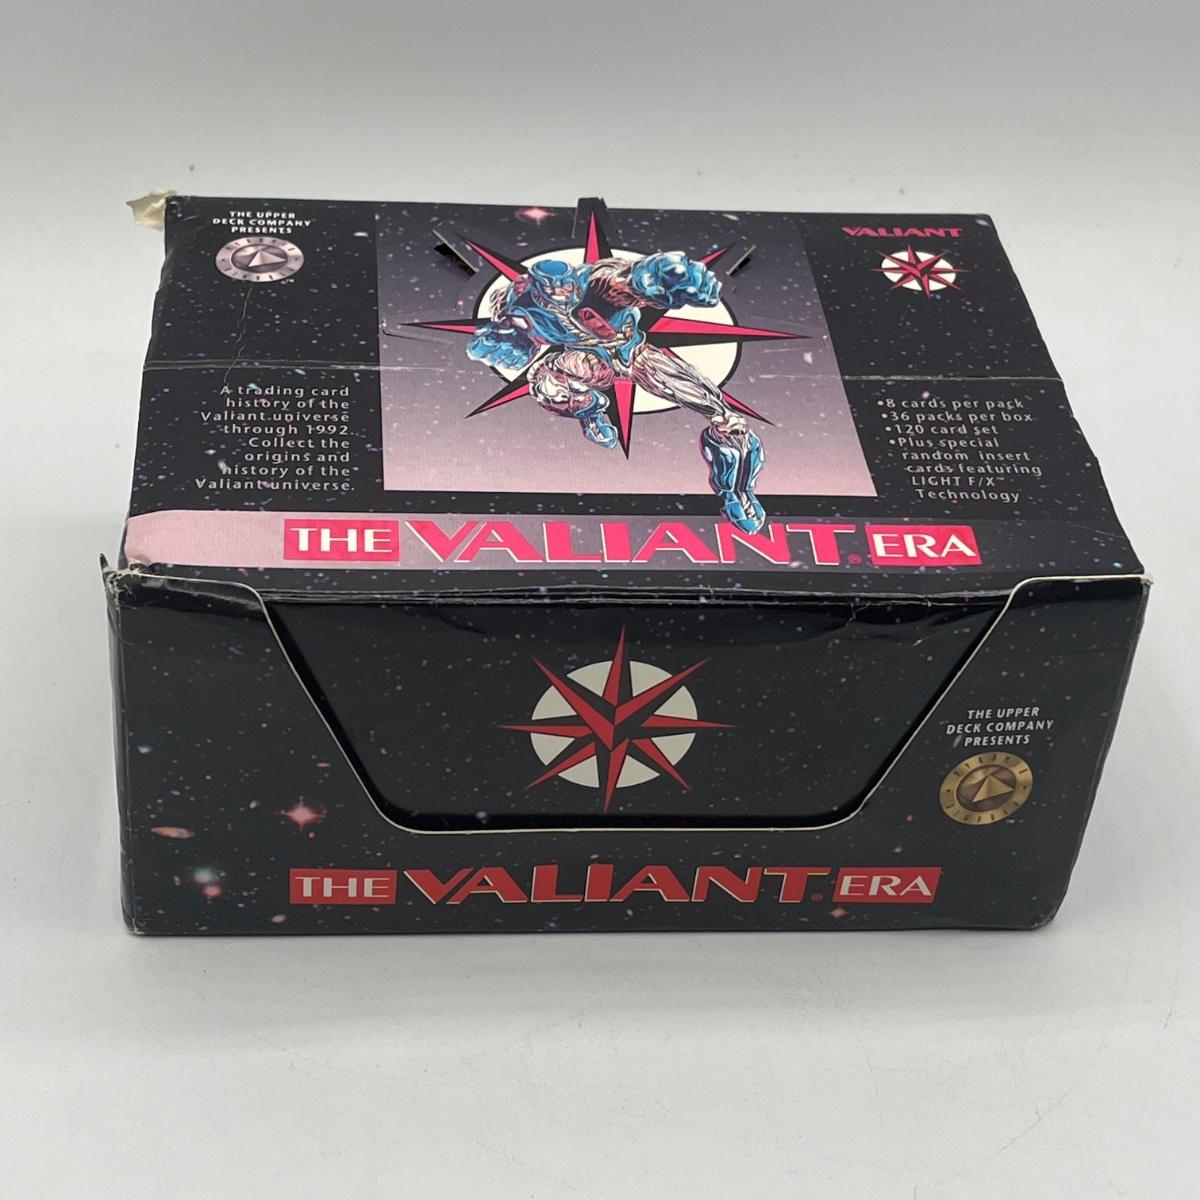 THE UPPER
DECK COMPANY
PRESENTS
™
VALIANT
A trading card
history of the
Valiant universe
through 1992.
Collect the
origins and
history of the
Valiant universe.
•8 cards per pack
•36 packs per box
•120 card set
•Plus special
random insert
cards featuring
LIGHT F/X™
Technology
THE VALIANT® ERA
THE UPPER
DECK COMPANY
PRESENTS
™
THE VALIANT® ERA